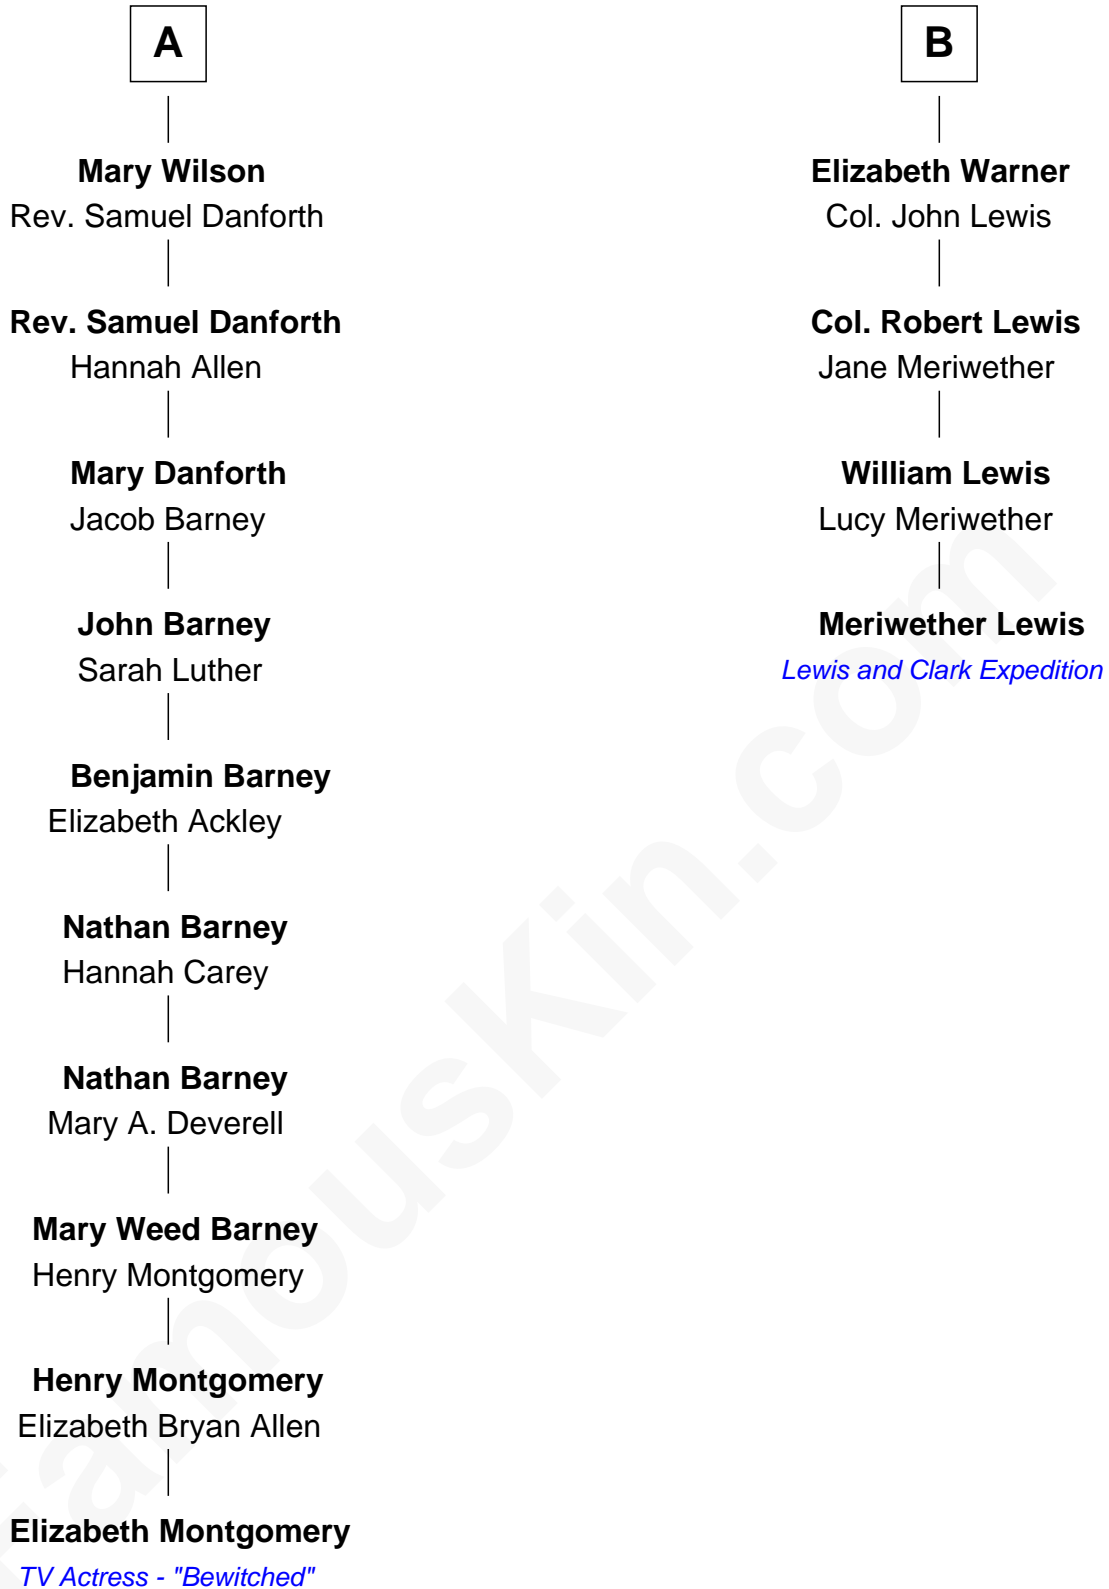 A
Mary Wilson
Rev. Samuel Danforth
Rev. Samuel Danforth
Hannah Allen
Mary Danforth
Jacob Barney
John Barney
Sarah Luther
Benjamin Barney
Elizabeth Ackley
Nathan Barney
Hannah Carey
Nathan Barney
Mary A. Deverell
Mary Weed Barney
Henry Montgomery
Henry Montgomery
Elizabeth Bryan Allen
Elizabeth Montgomery
TV Actress - "Bewitched"
B
Elizabeth Warner
Col. John Lewis
Col. Robert Lewis
Jane Meriwether
William Lewis
Lucy Meriwether
Meriwether Lewis
Lewis and Clark Expedition
FamousKin.com